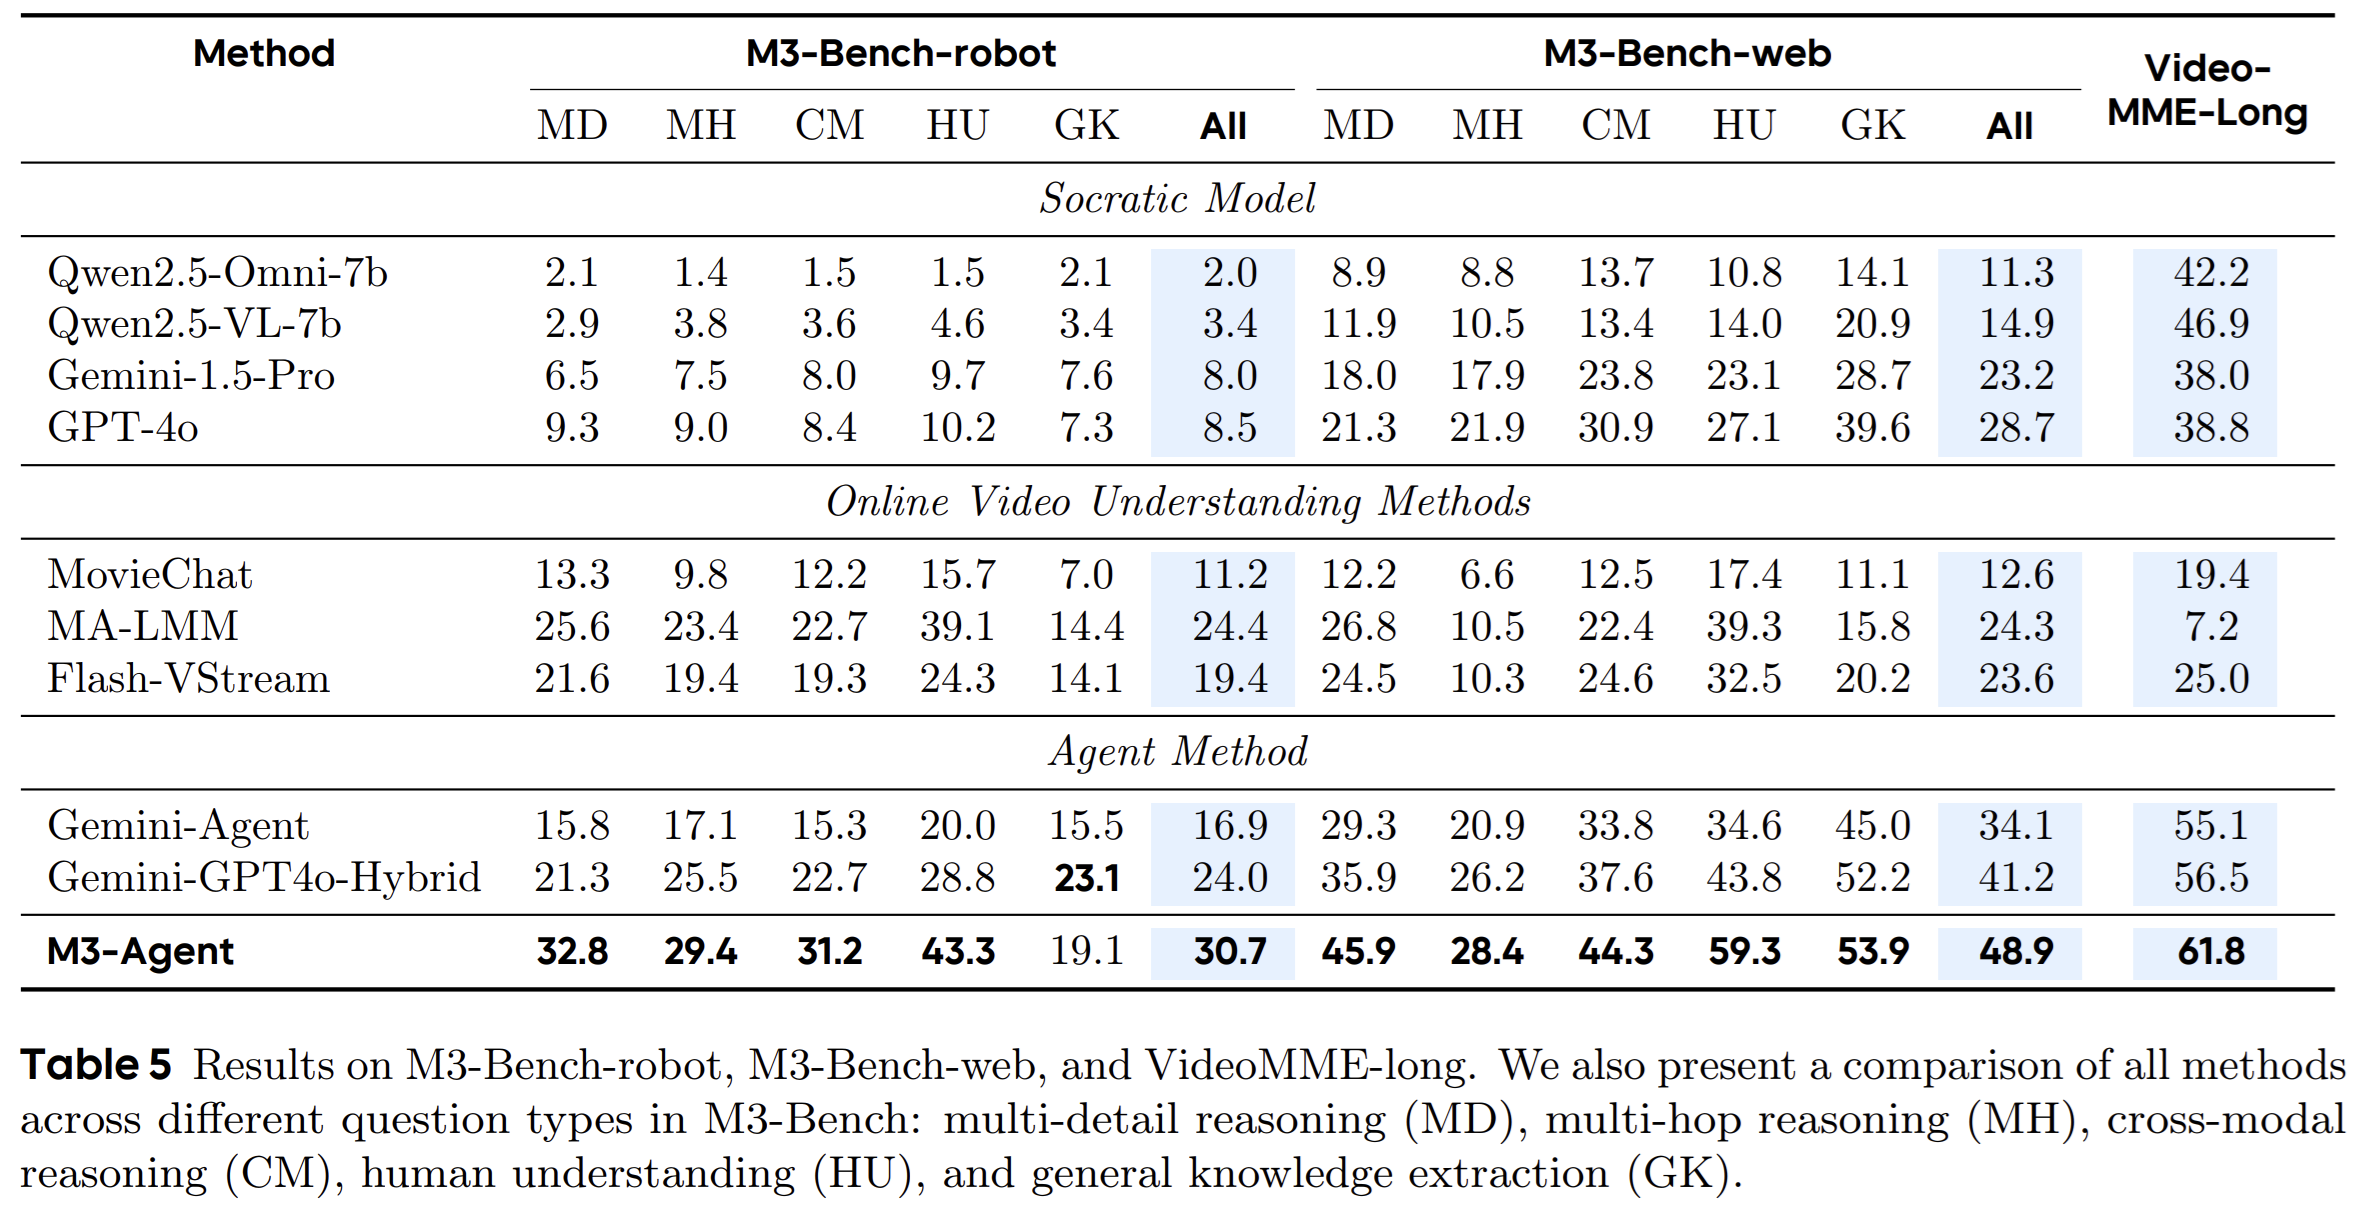 Method M3-Bench-robot M3-Bench-web Video-MME-Long
MD MH CM HU GK All MD MH CM HU GK All
Socratic Model
Qwen2.5-Omni-7b 2.1 1.4 1.5 1.5 2.1 2.0 8.9 8.8 13.7 10.8 14.1 11.3 42.2
Qwen2.5-VL-7b 2.9 3.8 3.6 4.6 3.4 3.4 11.9 10.5 13.4 14.0 20.9 14.9 46.9
Gemini-1.5-Pro 6.5 7.5 8.0 9.7 7.6 8.0 18.0 17.9 23.8 23.1 28.7 23.2 38.0
GPT-4o 9.3 9.0 8.4 10.2 7.3 8.5 21.3 21.9 30.9 27.1 39.6 28.7 38.8
Online Video Understanding Methods
MovieChat 13.3 9.8 12.2 15.7 7.0 11.2 12.2 6.6 12.5 17.4 11.1 12.6 19.4
MA-LMM 25.6 23.4 22.7 39.1 14.4 24.4 26.8 10.5 22.4 39.3 15.8 24.3 7.2
Flash-VStream 21.6 19.4 19.3 24.3 14.1 19.4 24.5 10.3 24.6 32.5 20.2 23.6 25.0
Agent Method
Gemini-Agent 15.8 17.1 15.3 20.0 15.5 16.9 29.3 20.9 33.8 34.6 45.0 34.1 55.1
Gemini-GPT4o-Hybrid 21.3 25.5 22.7 28.8 23.1 24.0 35.9 26.2 37.6 43.8 52.2 41.2 56.5
M3-Agent 32.8 29.4 31.2 43.3 19.1 30.7 45.9 28.4 44.3 59.3 53.9 48.9 61.8
Table 5 Results on M3-Bench-robot, M3-Bench-web, and VideoMME-long. We also present a comparison of all methods
across different question types in M3-Bench: multi-detail reasoning (MD), multi-hop reasoning (MH), cross-modal
reasoning (CM), human understanding (HU), and general knowledge extraction (GK).